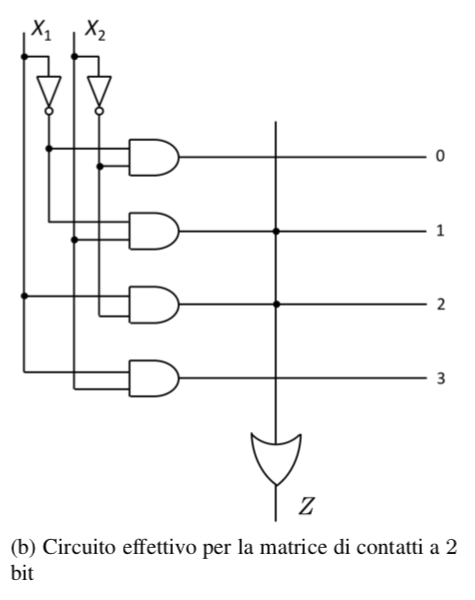 X₁ X₂
0
1
2
3
Z
(b) Circuito effettivo per la matrice di contatti a 2
bit